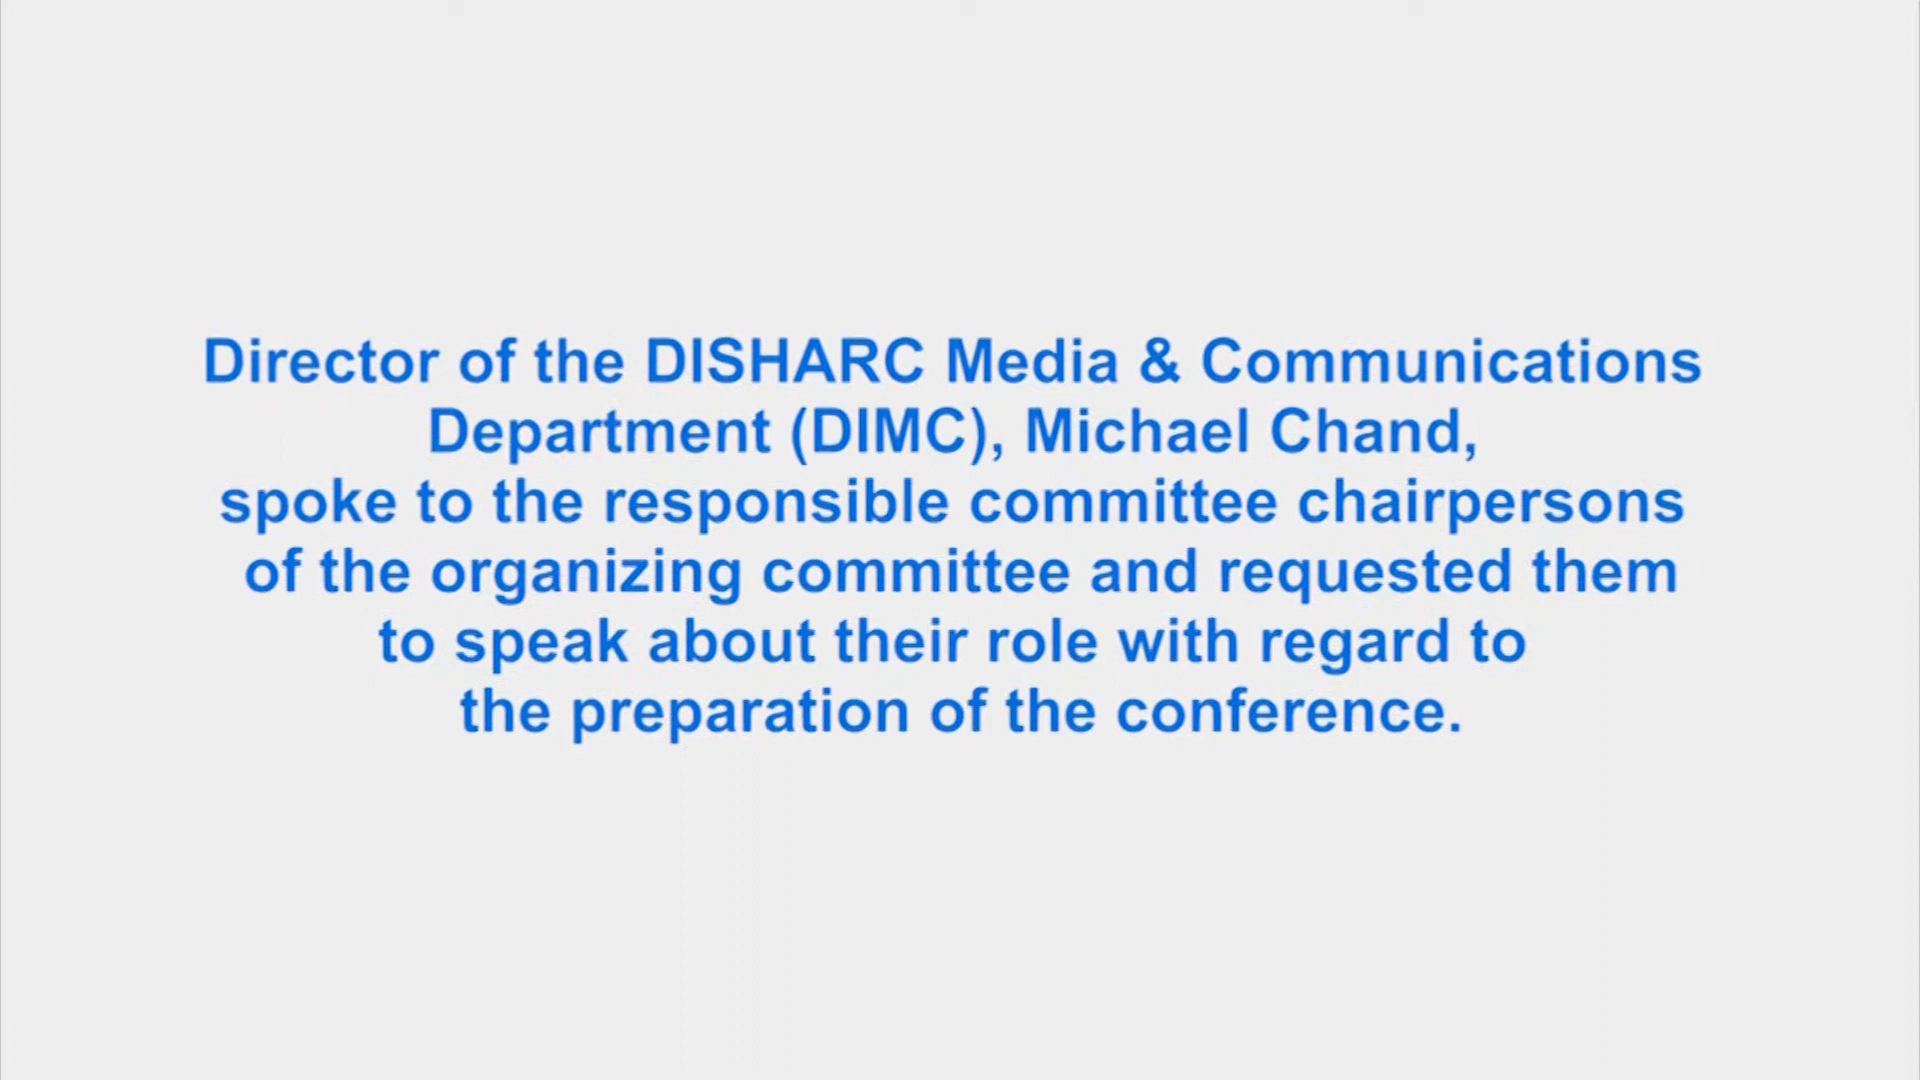 Director of the DISHARC Media & Communications
Department (DIMC), Michael Chand,
spoke to the responsible committee chairpersons
of the organizing committee and requested them
to speak about their role with regard to
the preparation of the conference.